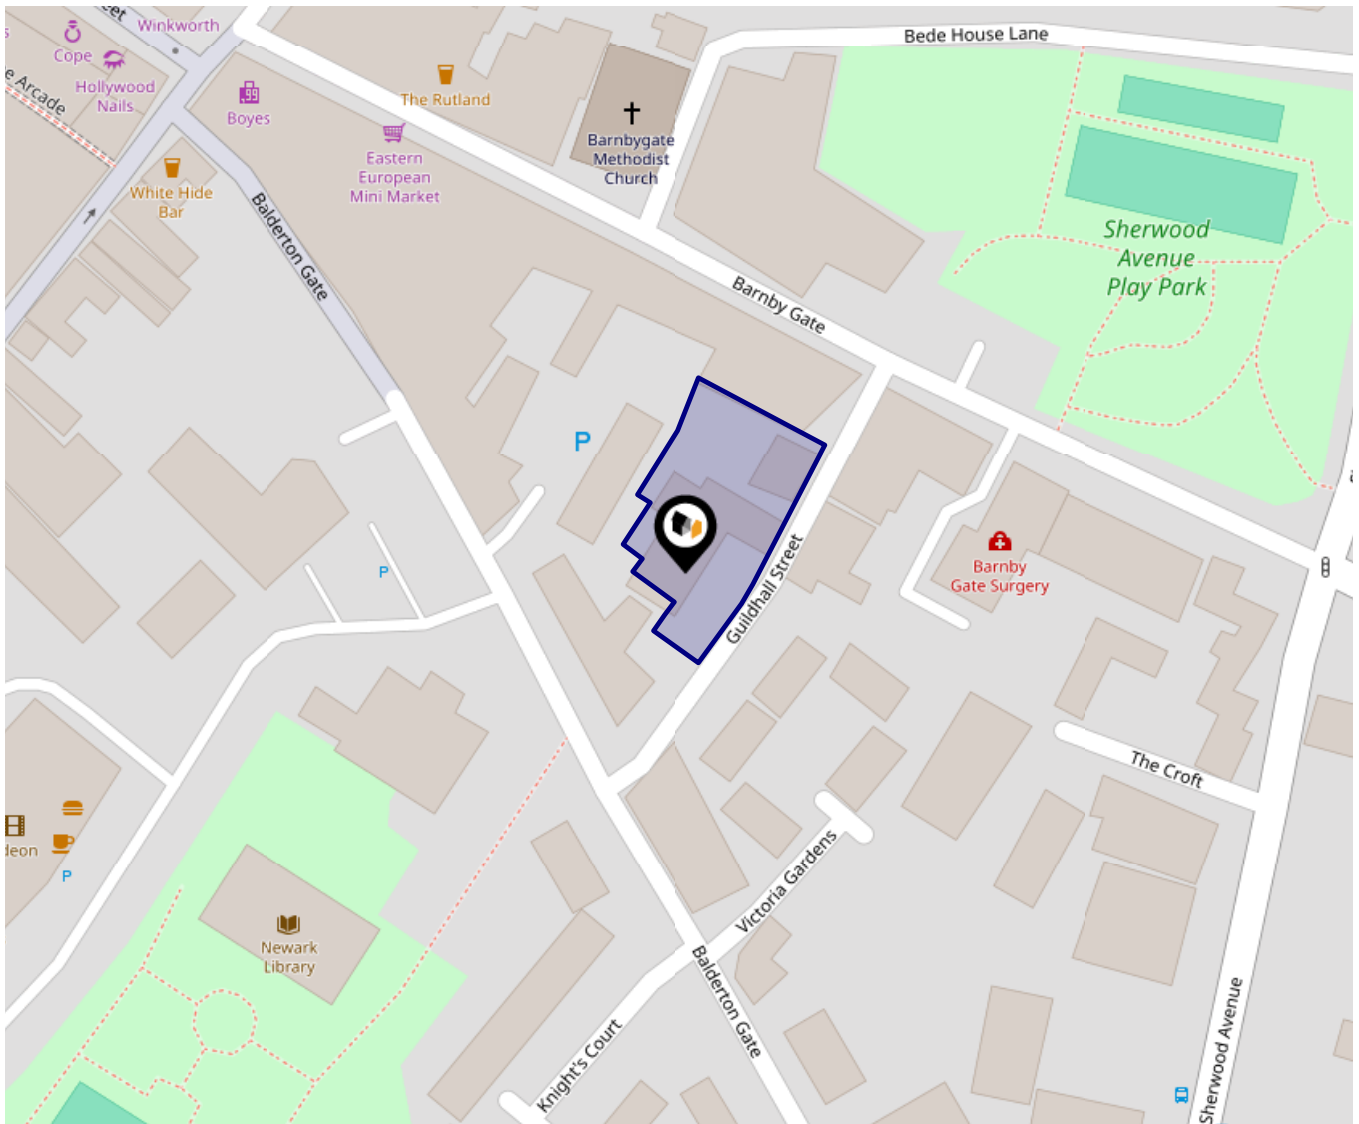 Winkworth
Cope
Hollywood
Nails
Boyes
The Rutland
Eastern
European
Mini Market
Barnbygate
Methodist
Church
Bede House Lane
White Hide
Bar
Balderton Gate
Barnby Gate
Sherwood
Avenue
Play Park
P
Guildhall Street
Barnby
Gate Surgery
P
The Croft
Victoria Gardens
P
Newark
Library
Balderton Gate
Knight's Court
Sherwood Avenue